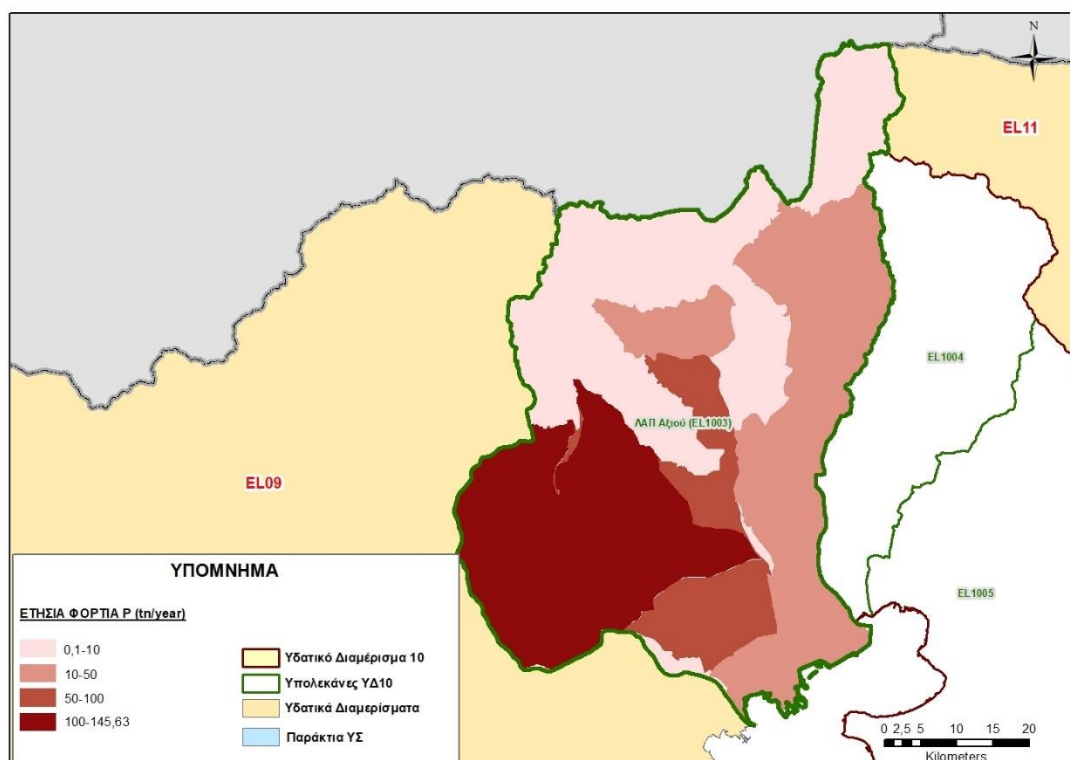 N
EL11
EL1004
ΛΑΠ Αξιού (EL1003)
EL09
EL1005
ΥΠΟΜΝΗΜΑ
ΕΤΗΣΙΑ ΦΟΡΤΙΑ P (tn/year)
0,1-10
10-50
50-100
100-145,63
Υδατικό Διαμέρισμα 10
Υπολεκάνες ΥΔ10
Υδατικά Διαμερίσματα
Παράκτια ΥΣ
0 2,5 5 10 15 20
Kilometers